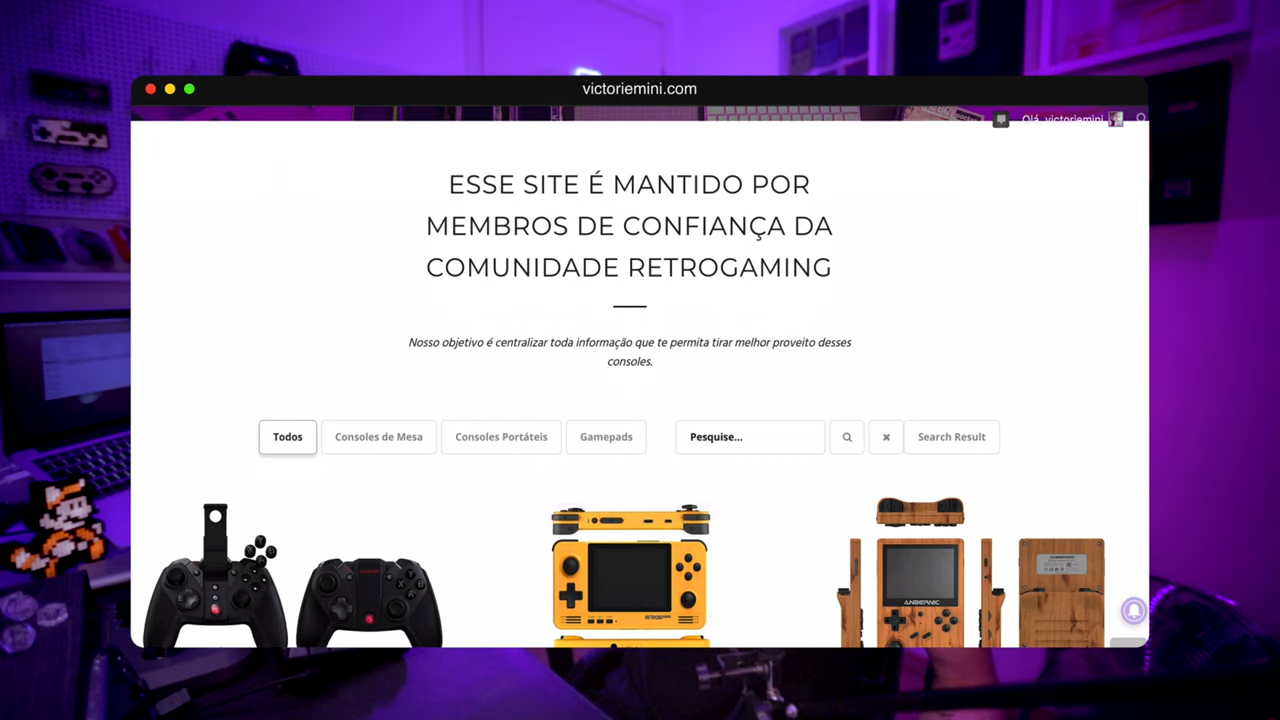 victoriemini.com
Olá, victoriemini
ESSE SITE É MANTIDO POR
MEMBROS DE CONFIANÇA DA
COMUNIDADE RETROGAMING
Nosso objetivo é centralizar toda informação que te permita tirar melhor proveito desses
consoles.
Todos
Consoles de Mesa
Consoles Portáteis
Gamepads
Pesquise...
Search Result
ANBERNIC